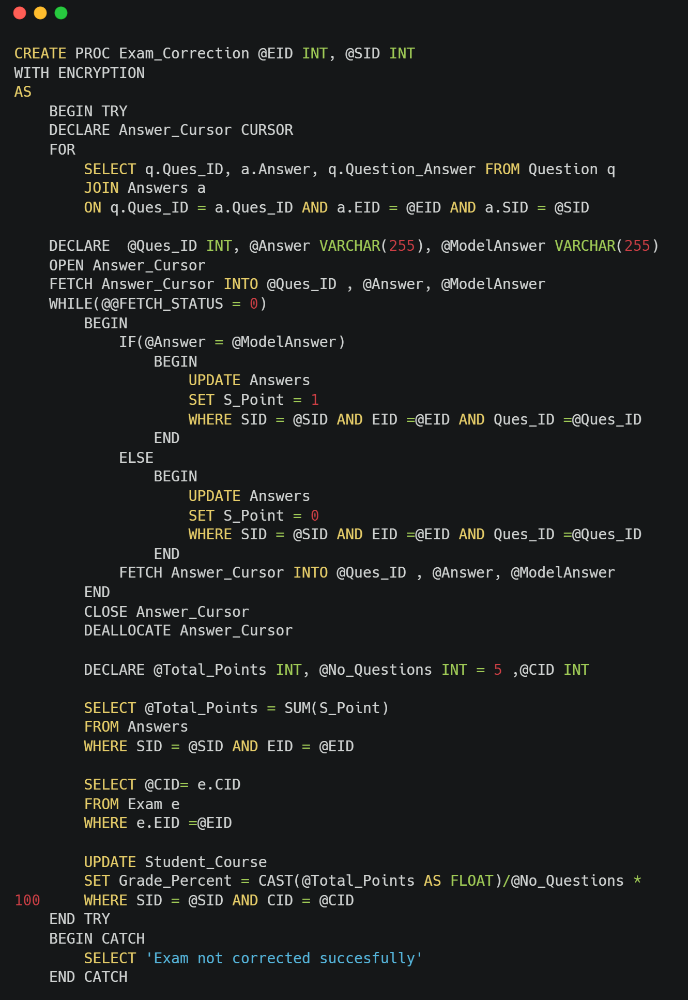 CREATE PROC Exam_Correction @EID INT, @SID INT
WITH ENCRYPTION
AS
    BEGIN TRY
    DECLARE Answer_Cursor CURSOR
    FOR
        SELECT q.Ques_ID, a.Answer, q.Question_Answer FROM Question q
        JOIN Answers a
        ON q.Ques_ID = a.Ques_ID AND a.EID = @EID AND a.SID = @SID

    DECLARE  @Ques_ID INT, @Answer VARCHAR(255), @ModelAnswer VARCHAR(255)
    OPEN Answer_Cursor
    FETCH Answer_Cursor INTO @Ques_ID , @Answer, @ModelAnswer
    WHILE(@@FETCH_STATUS = 0)
        BEGIN
            IF(@Answer = @ModelAnswer)
                BEGIN
                    UPDATE Answers
                    SET S_Point = 1
                    WHERE SID = @SID AND EID =@EID AND Ques_ID =@Ques_ID
                END
            ELSE
                BEGIN
                    UPDATE Answers
                    SET S_Point = 0
                    WHERE SID = @SID AND EID =@EID AND Ques_ID =@Ques_ID
                END
            FETCH Answer_Cursor INTO @Ques_ID , @Answer, @ModelAnswer
        END
        CLOSE Answer_Cursor
        DEALLOCATE Answer_Cursor

        DECLARE @Total_Points INT, @No_Questions INT = 5 ,@CID INT

        SELECT @Total_Points = SUM(S_Point)
        FROM Answers
        WHERE SID = @SID AND EID = @EID

        SELECT @CID= e.CID
        FROM Exam e
        WHERE e.EID =@EID

        UPDATE Student_Course
        SET Grade_Percent = CAST(@Total_Points AS FLOAT)/@No_Questions *
100     WHERE SID = @SID AND CID = @CID
    END TRY
    BEGIN CATCH
        SELECT 'Exam not corrected succesfully'
    END CATCH